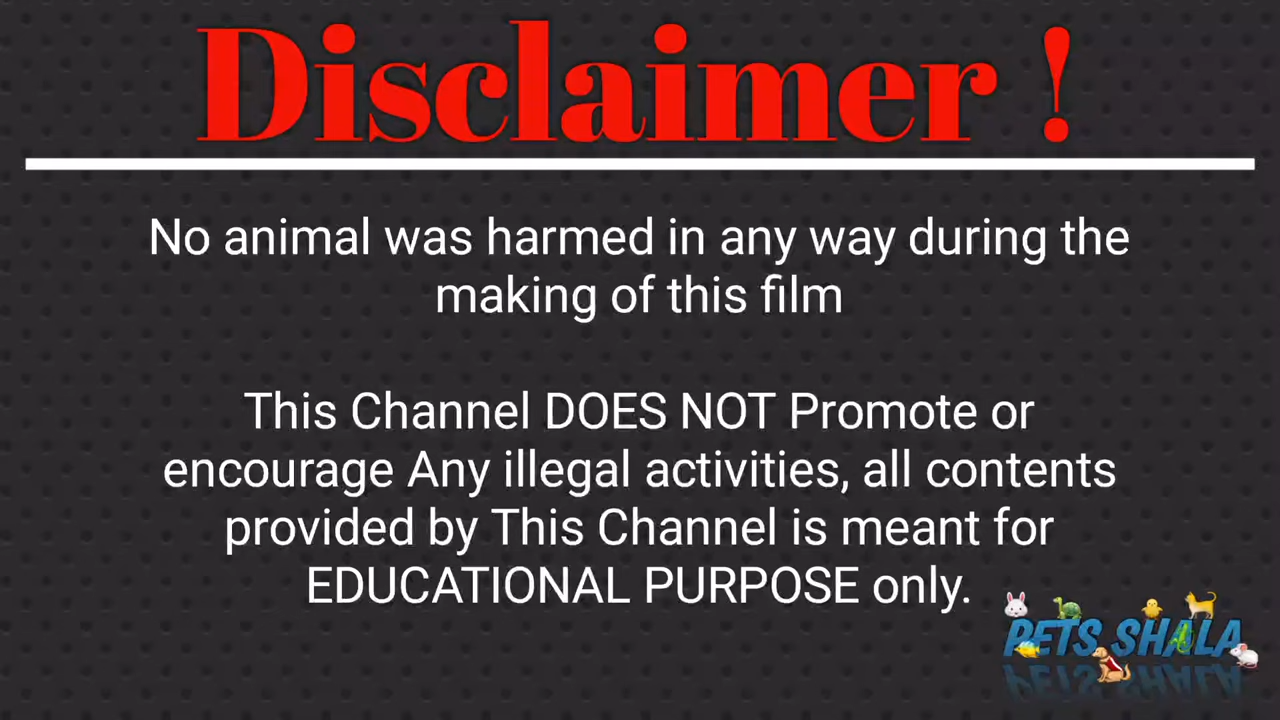 Disclaimer !
No animal was harmed in any way during the
making of this film
This Channel DOES NOT Promote or
encourage Any illegal activities, all contents
provided by This Channel is meant for
EDUCATIONAL PURPOSE only.
PETS SHALA